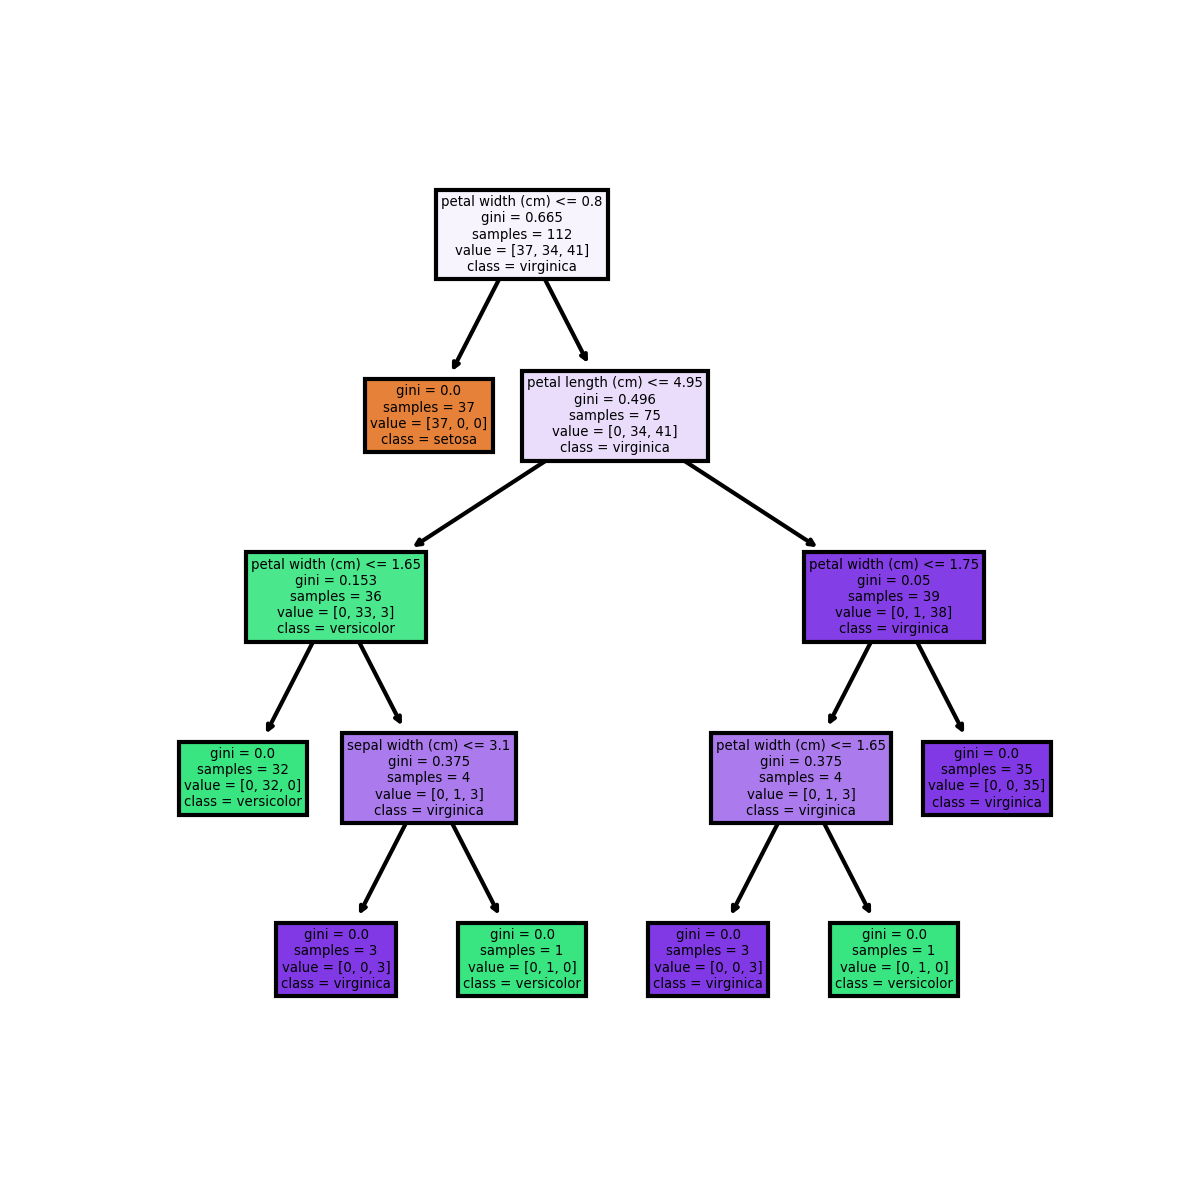 petal width (cm) <= 0.8
gini = 0.665
samples = 112
value = [37, 34, 41]
class = virginica
gini = 0.0
samples = 37
value = [37, 0, 0]
class = setosa
petal length (cm) <= 4.95
gini = 0.496
samples = 75
value = [0, 34, 41]
class = virginica
petal width (cm) <= 1.65
gini = 0.153
samples = 36
value = [0, 33, 3]
class = versicolor
petal width (cm) <= 1.75
gini = 0.05
samples = 39
value = [0, 1, 38]
class = virginica
gini = 0.0
samples = 32
value = [0, 32, 0]
class = versicolor
sepal width (cm) <= 3.1
gini = 0.375
samples = 4
value = [0, 1, 3]
class = virginica
petal width (cm) <= 1.65
gini = 0.375
samples = 4
value = [0, 1, 3]
class = virginica
gini = 0.0
samples = 35
value = [0, 0, 35]
class = virginica
gini = 0.0
samples = 3
value = [0, 0, 3]
class = virginica
gini = 0.0
samples = 1
value = [0, 1, 0]
class = versicolor
gini = 0.0
samples = 3
value = [0, 0, 3]
class = virginica
gini = 0.0
samples = 1
value = [0, 1, 0]
class = versicolor